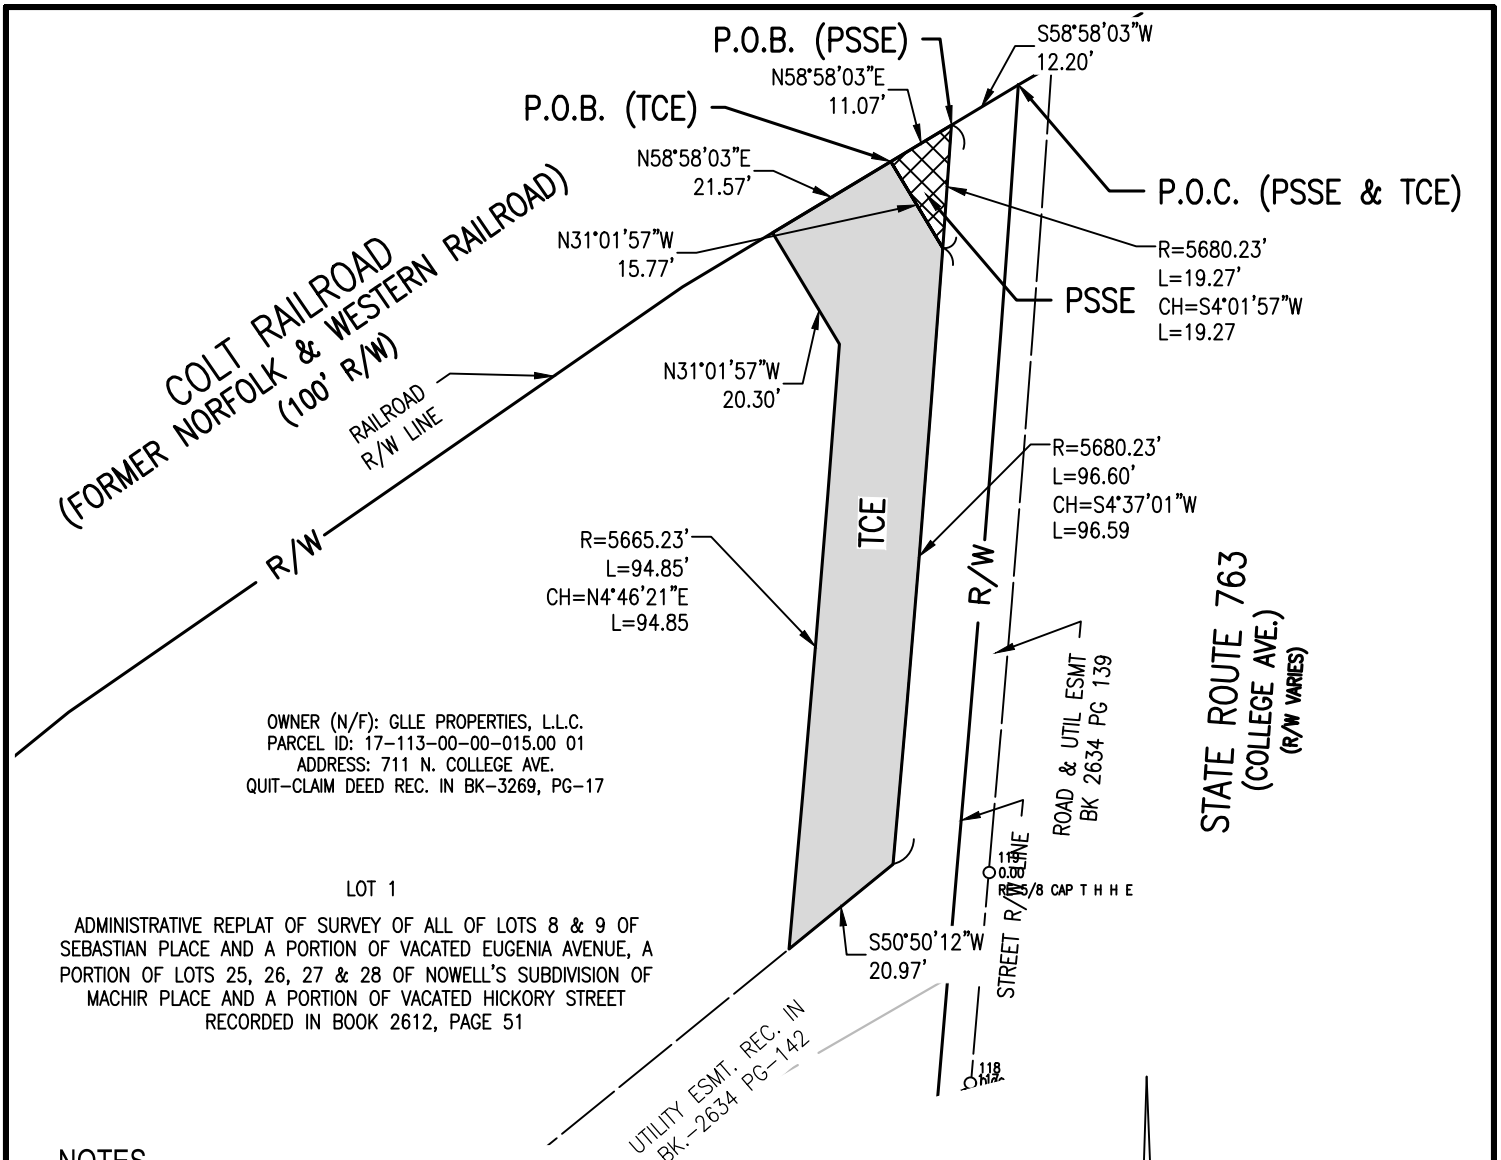 P.O.B. (PSSE)
S58°58'03"W
12.20'
N58°58'03"E
11.07'
P.O.B. (TCE)
N58°58'03"E
21.57'
P.O.C. (PSSE & TCE)
N31°01'57"W
15.77'
R=5680.23'
L=19.27'
CH=S4°01'57"W
L=19.27
PSSE
COLT RAILROAD
(FORMER NORFOLK & WESTERN RAILROAD)
(100' R/W)
RAILROAD
R/W LINE
N31°01'57"W
20.30'
R=5680.23'
L=96.60'
CH=S4°37'01"W
L=96.59
TCE
R/W
R/W
R=5665.23'
L=94.85'
CH=N4°46'21"E
L=94.85
STATE ROUTE 763
(COLLEGE AVE.)
(R/W VARIES)
ROAD & UTIL ESMT
BK 2634 PG 139
OWNER (N/F): GLLE PROPERTIES, L.L.C.
PARCEL ID: 17-113-00-00-015.00 01
ADDRESS: 711 N. COLLEGE AVE.
QUIT-CLAIM DEED REC. IN BK-3269, PG-17
STREET R/W LINE
0.00
5/8 CAP T H H E
LOT 1
ADMINISTRATIVE REPLAT OF SURVEY OF ALL OF LOTS 8 & 9 OF
SEBASTIAN PLACE AND A PORTION OF VACATED EUGENIA AVENUE, A
PORTION OF LOTS 25, 26, 27 & 28 OF NOWELL'S SUBDIVISION OF
MACHIR PLACE AND A PORTION OF VACATED HICKORY STREET
RECORDED IN BOOK 2612, PAGE 51
S50°50'12"W
20.97'
UTILITY ESMT. REC. IN
BK.-2634 PG-142
118
NOTES